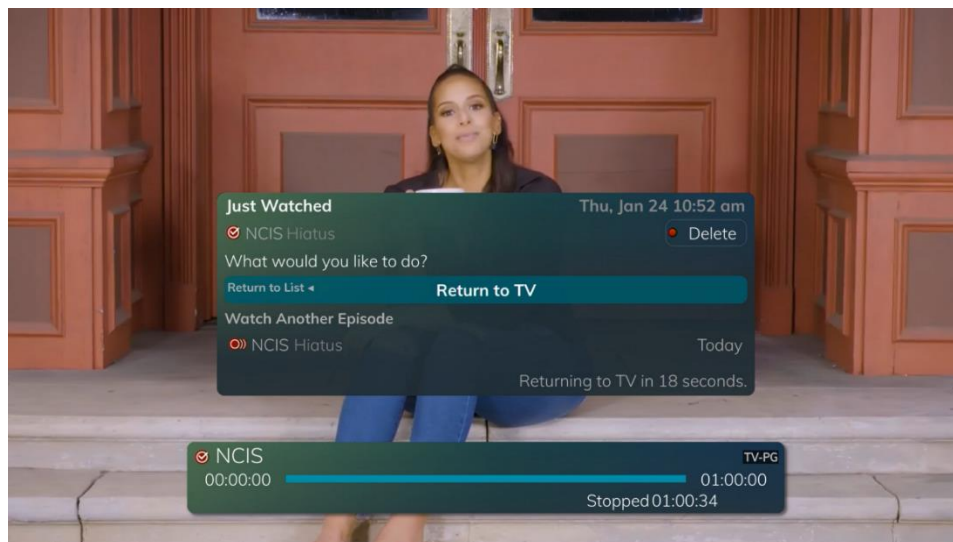 Just Watched Thu, Jan 24 10:52 am
NCIS Hiatus Delete
What would you like to do?
Return to List ◂ Return to TV
Watch Another Episode
NCIS Hiatus Today
Returning to TV in 18 seconds.
NCIS TV-PG
00:00:00 01:00:00
Stopped 01:00:34